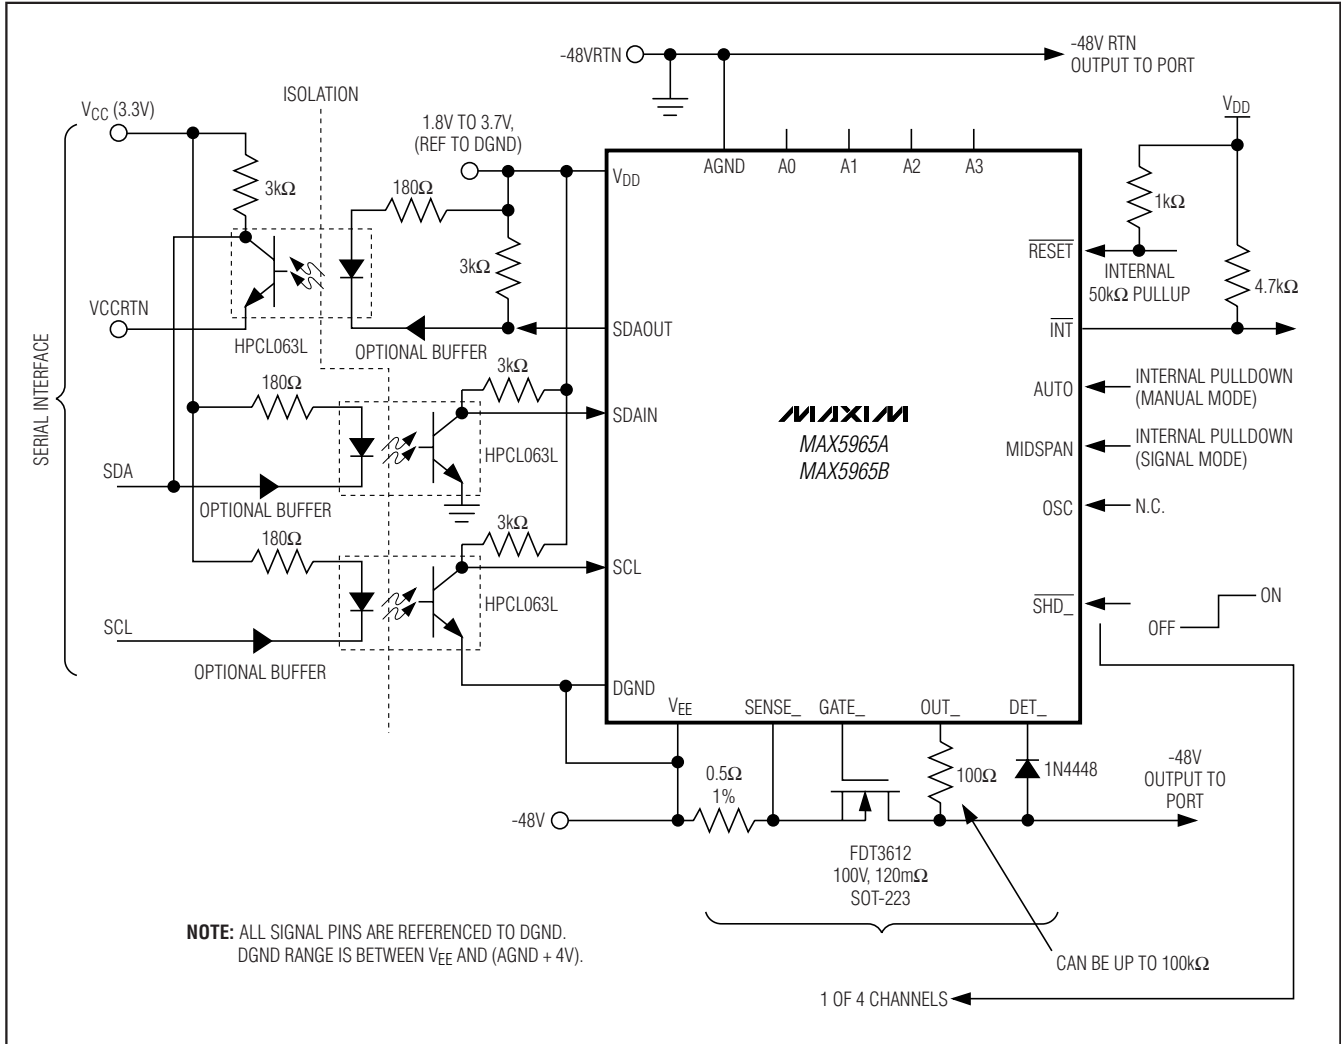 -48VRTN
-48V RTN
OUTPUT TO PORT
ISOLATION
VCC (3.3V)
1.8V TO 3.7V,
(REF TO DGND)
VDD
3kΩ
180Ω
VDD
AGND
A0
A1
A2
A3
1kΩ
RESET
INTERNAL
50kΩ PULLUP
4.7kΩ
3kΩ
VCCRTN
HPCL063L
OPTIONAL BUFFER
SDAOUT
INT
SERIAL INTERFACE
180Ω
3kΩ
SDAIN
AUTO
INTERNAL PULLDOWN
(MANUAL MODE)
MAXIM
MAX5965A
MAX5965B
MIDSPAN
INTERNAL PULLDOWN
(SIGNAL MODE)
HPCL063L
SDA
OPTIONAL BUFFER
OSC
N.C.
180Ω
3kΩ
SCL
HPCL063L
SHD_
OFF
ON
SCL
OPTIONAL BUFFER
DGND
VEE
SENSE_
GATE_
OUT_
DET_
0.5Ω
1%
100Ω
1N4448
-48V
OUTPUT TO
PORT
-48V
FDT3612
100V, 120mΩ
SOT-223
NOTE: ALL SIGNAL PINS ARE REFERENCED TO DGND.
DGND RANGE IS BETWEEN VEE AND (AGND + 4V).
CAN BE UP TO 100kΩ
1 OF 4 CHANNELS